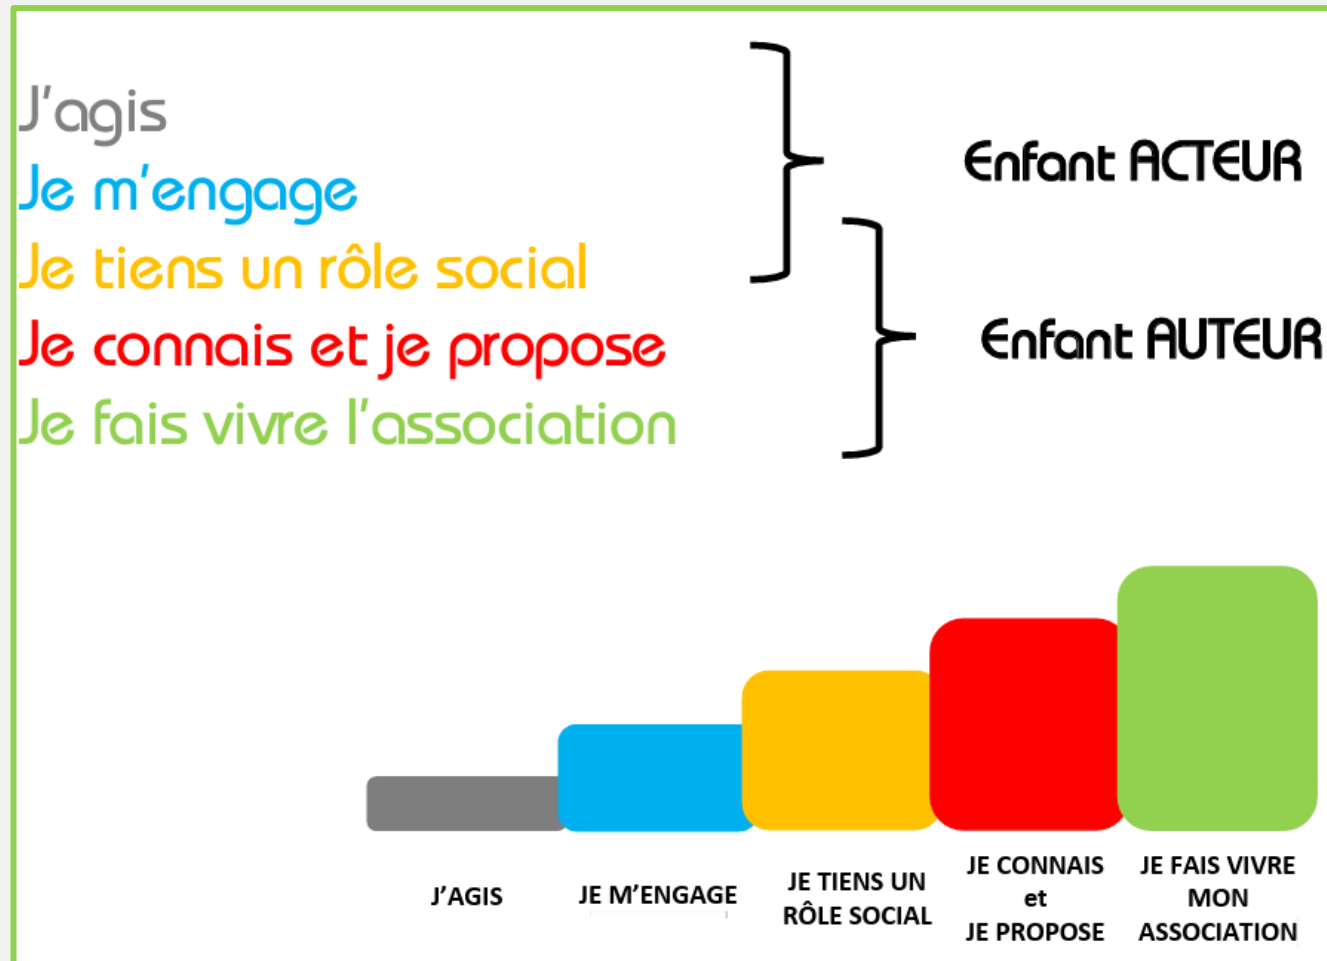 J'agis
Je m'engage
Je tiens un rôle social
Je connais et je propose
Je fais vivre l'association
Enfant ACTEUR
Enfant AUTEUR
J'AGIS
JE M'ENGAGE
JE TIENS UN
RÔLE SOCIAL
JE CONNAIS
et
JE PROPOSE
JE FAIS VIVRE
MON
ASSOCIATION